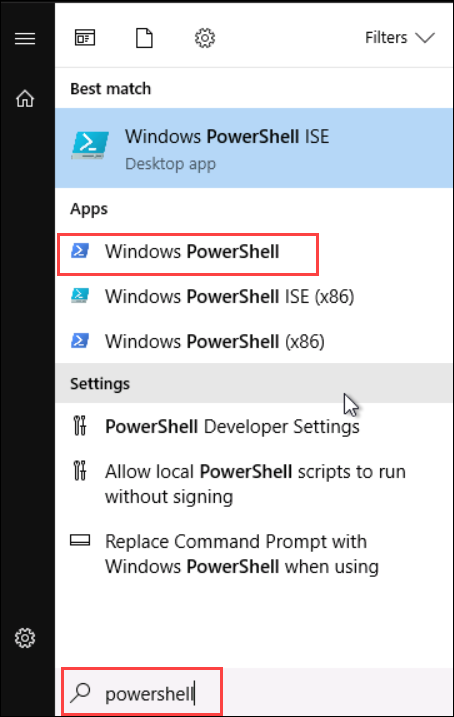 Filters
Best match
Windows PowerShell ISE
Desktop app
Apps
Windows PowerShell
Windows PowerShell ISE (x86)
Windows PowerShell (x86)
Settings
PowerShell Developer Settings
Allow local PowerShell scripts to run
without signing
Replace Command Prompt with
Windows PowerShell when using
powershell